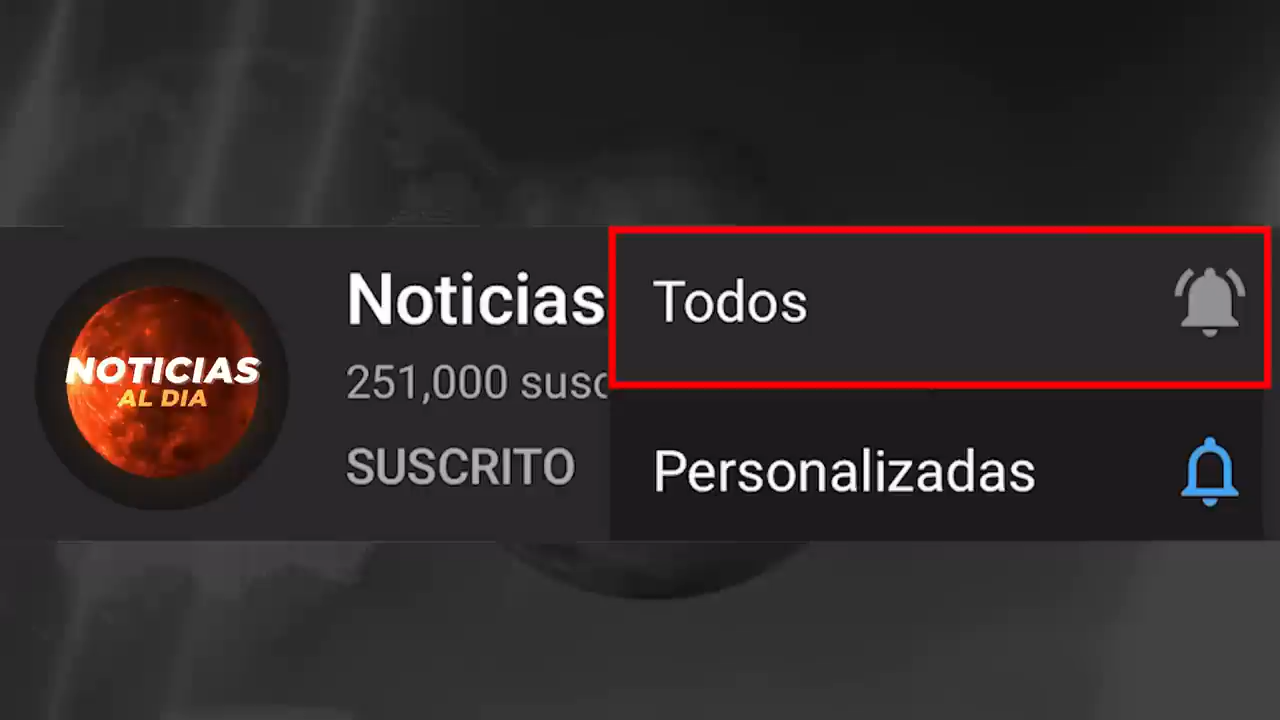 NOTICIAS
AL DIA
Noticias
251,000 susc
SUSCRITO
Todos
Personalizadas